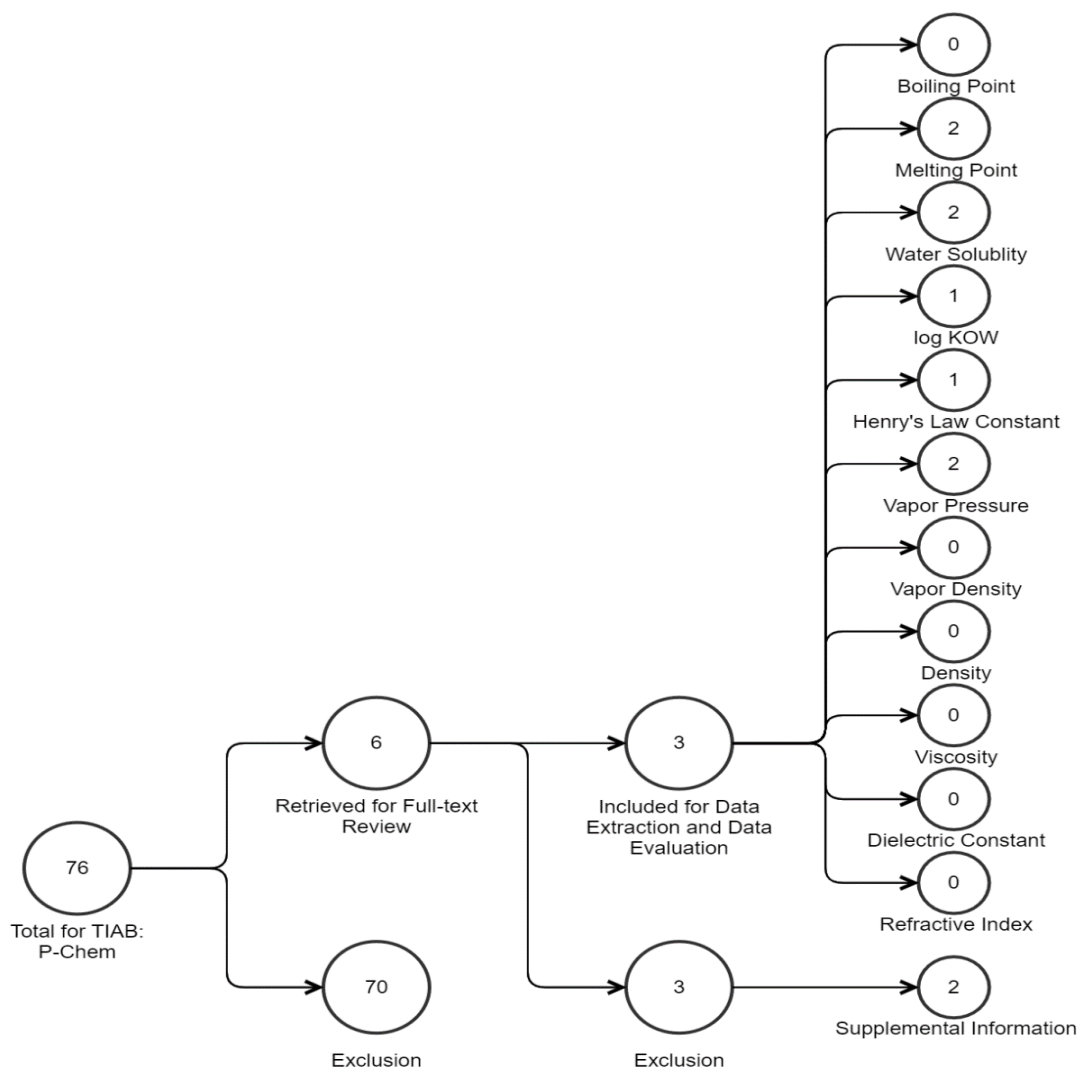 0
Boiling Point
2
Melting Point
2
Water Solublity
1
log KOW
1
Henry's Law Constant
2
Vapor Pressure
0
Vapor Density
0
Density
0
Viscosity
0
Dielectric Constant
0
Refractive Index
76
Total for TIAB:
P-Chem
6
Retrieved for Full-text
Review
3
Included for Data
Extraction and Data
Evaluation
70
Exclusion
3
Exclusion
2
Supplemental Information